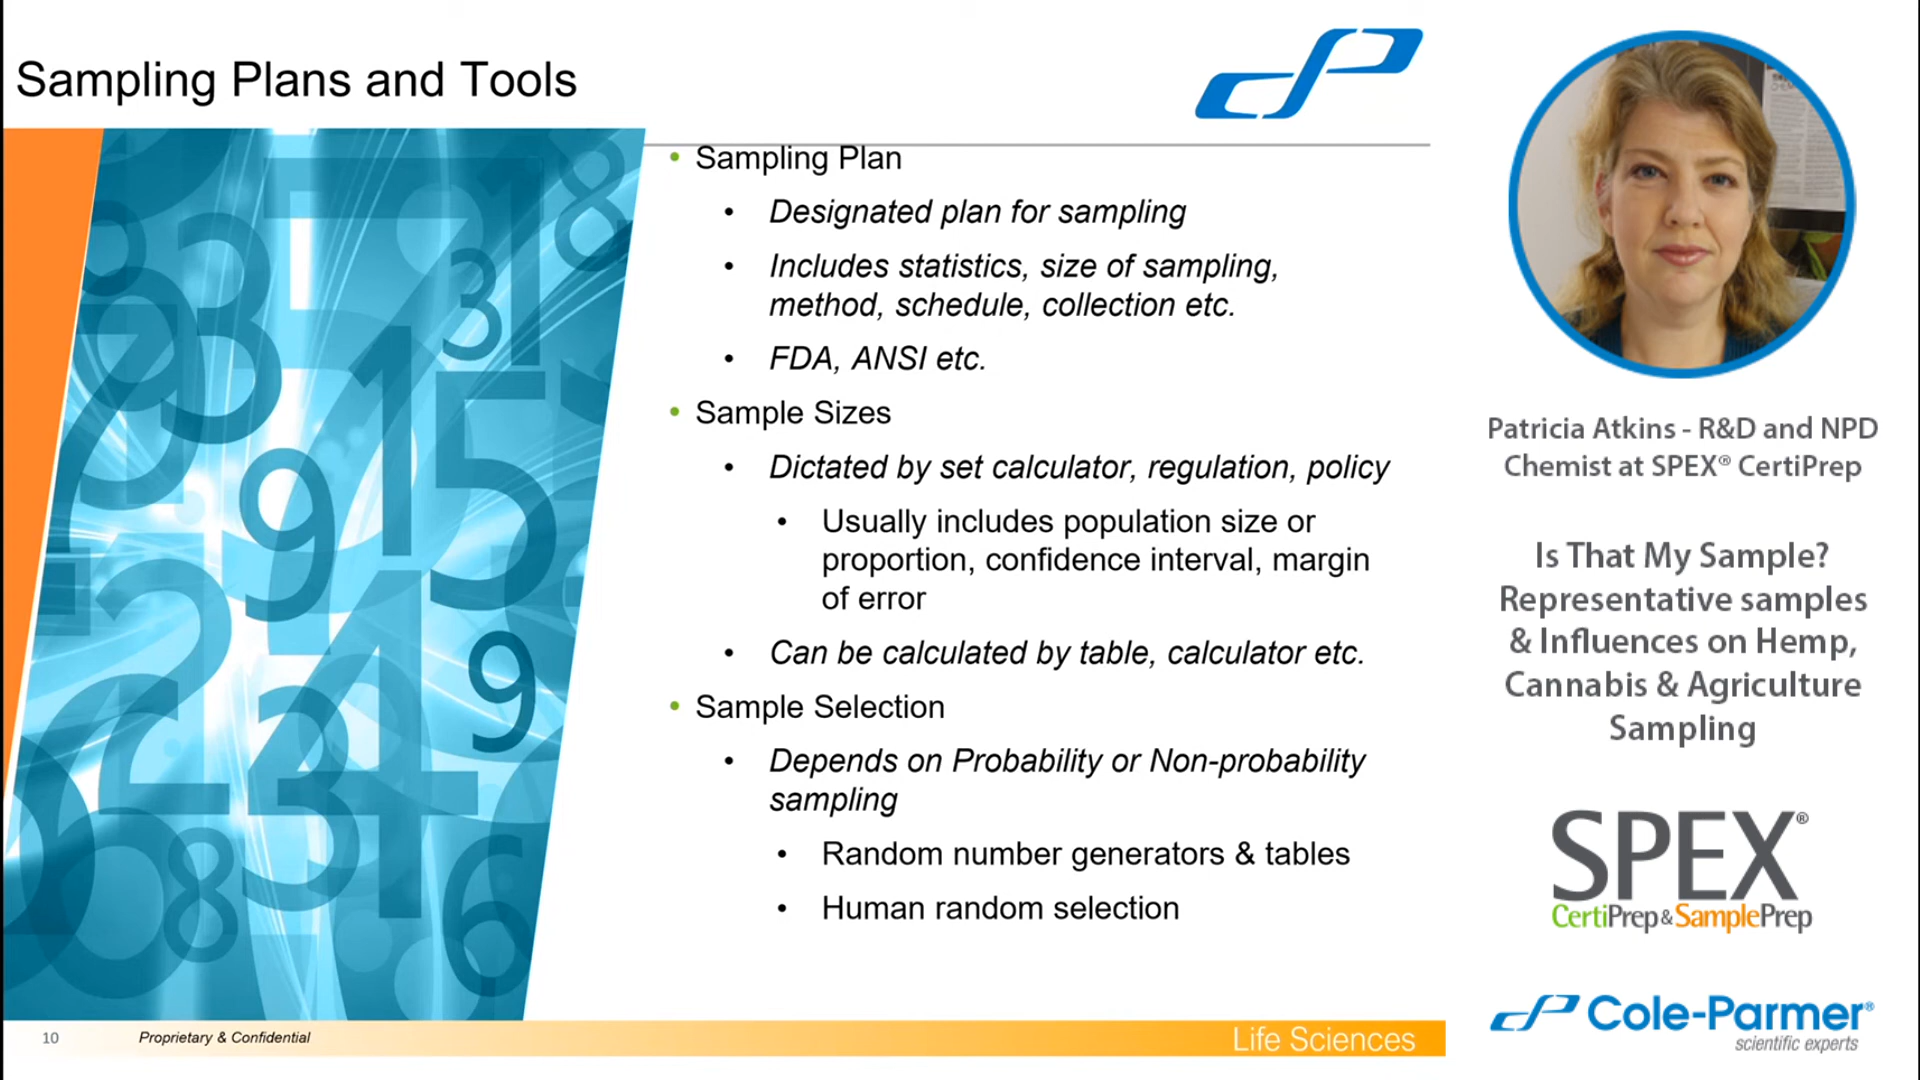 Sampling Plans and Tools
• Sampling Plan
• Designated plan for sampling
• Includes statistics, size of sampling,
method, schedule, collection etc.
• FDA, ANSI etc.
• Sample Sizes
• Dictated by set calculator, regulation, policy
• Usually includes population size or
proportion, confidence interval, margin
of error
• Can be calculated by table, calculator etc.
• Sample Selection
• Depends on Probability or Non-probability
sampling
• Random number generators & tables
• Human random selection
10
Proprietary & Confidential
Life Sciences
Patricia Atkins - R&D and NPD
Chemist at SPEX® CertiPrep
Is That My Sample?
Representative samples
& Influences on Hemp,
Cannabis & Agriculture
Sampling
SPEX®
CertiPrep & SamplePrep
Cole-Parmer®
scientific experts